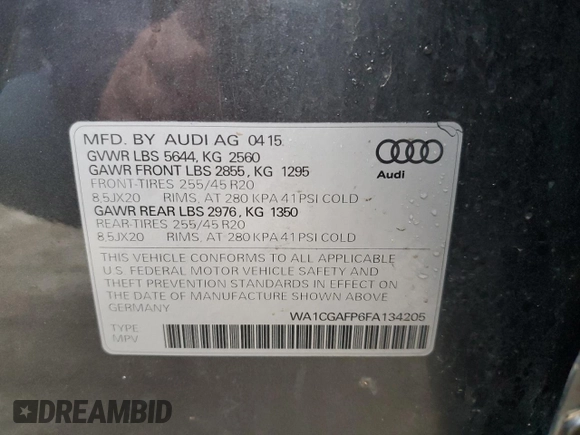 MFD. BY AUDI AG 04 15
GVWR LBS 5644, KG 2560
GAWR FRONT LBS 2855, KG 1295
FRONT-TIRES 255/45 R20
8,5JX20 RIMS, AT 280 KPA 41 PSI COLD
GAWR REAR LBS 2976, KG 1350
REAR-TIRES 255/45 R20
8,5JX20 RIMS, AT 280 KPA 41 PSI COLD
Audi
THIS VEHICLE CONFORMS TO ALL APPLICABLE
U.S. FEDERAL MOTOR VEHICLE SAFETY AND
THEFT PREVENTION STANDARDS IN EFFECT ON
THE DATE OF MANUFACTURE SHOWN ABOVE.
GERMANY
WA1CGAFP6FA134205
TYPE:
MPV
DREAMBID